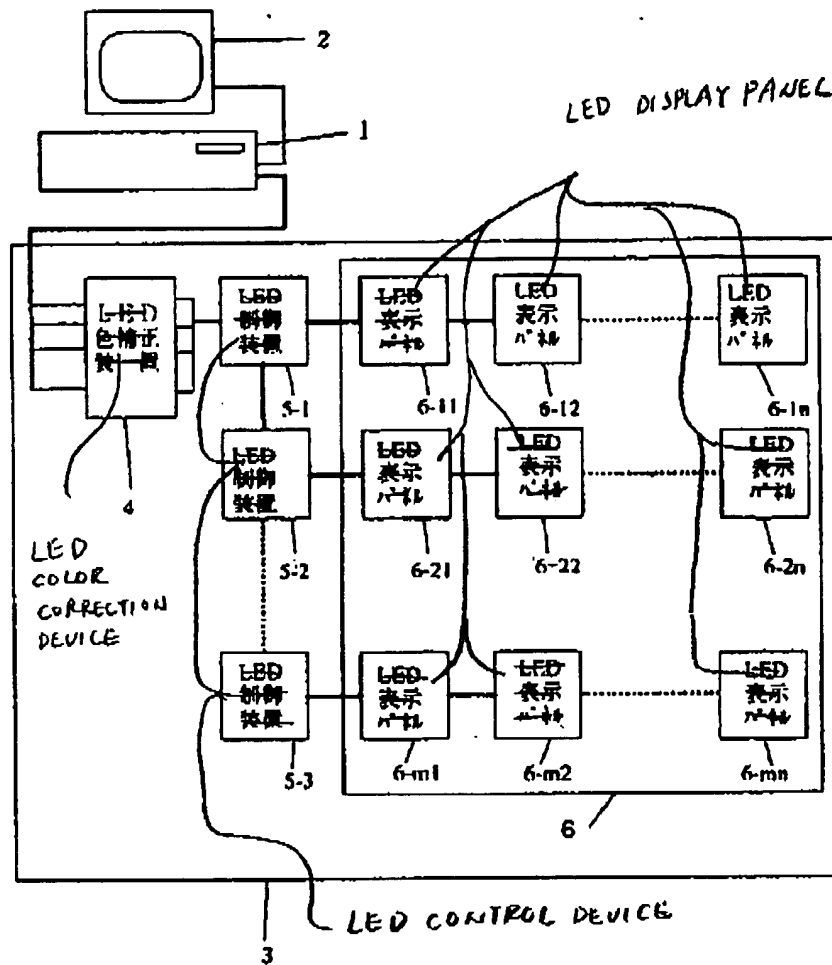 2
1
LED DISPLAY PANEL
LED
色補正
装置
4
LED
制御
装置
5-1
LED
表示
パネル
6-11
LED
表示
パネル
6-12
LED
表示
パネル
6-1n
LED
制御
装置
5-2
LED
表示
パネル
6-21
LED
表示
パネル
6-22
LED
表示
パネル
6-2n
LED
COLOR
CORRECTION
DEVICE
LED
制御
装置
5-3
LED
表示
パネル
6-m1
LED
表示
パネル
6-m2
LED
表示
パネル
6-mn
6
LED CONTROL DEVICE
3